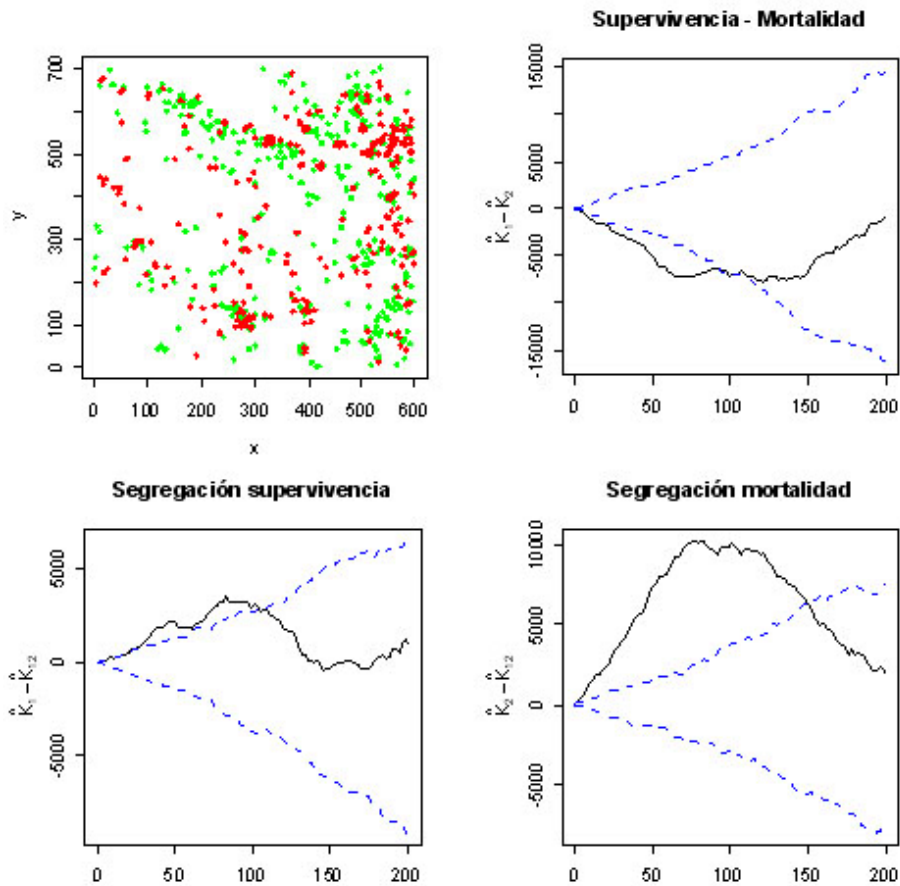 Supervivencia - Mortalidad
700
500
300
100
0
y
0 100 200 300 400 500 600
x
15000
5000
0
-5000
-15000
K̂₁ − K̂₂
0 50 100 150 200
Segregación supervivencia
5000
0
-5000
K̂₁ − K̂₁₂
0 50 100 150 200
Segregación mortalidad
10000
5000
0
-5000
K̂₂ − K̂₁₂
0 50 100 150 200